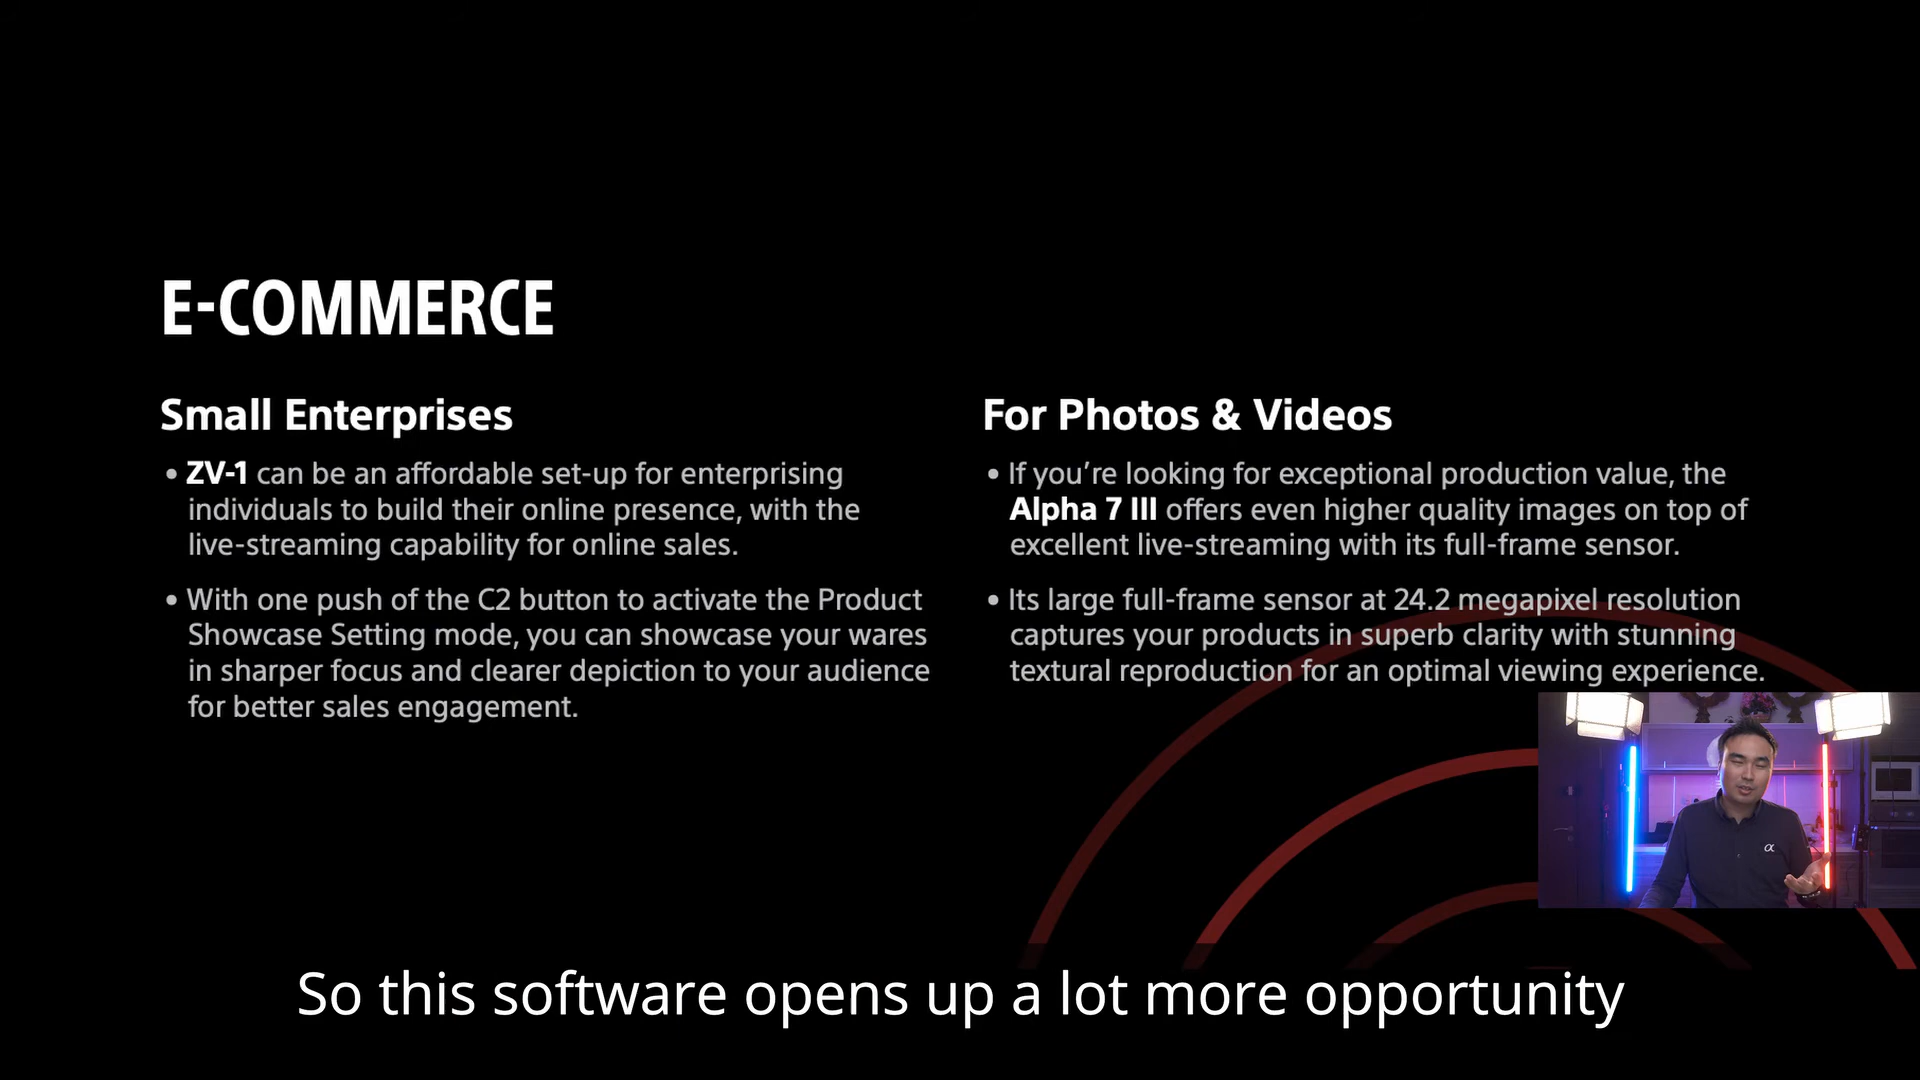 E-COMMERCE
Small Enterprises
• ZV-1 can be an affordable set-up for enterprising
individuals to build their online presence, with the
live-streaming capability for online sales.
• With one push of the C2 button to activate the Product
Showcase Setting mode, you can showcase your wares
in sharper focus and clearer depiction to your audience
for better sales engagement.
For Photos & Videos
• If you’re looking for exceptional production value, the
Alpha 7 III offers even higher quality images on top of
excellent live-streaming with its full-frame sensor.
• Its large full-frame sensor at 24.2 megapixel resolution
captures your products in superb clarity with stunning
textural reproduction for an optimal viewing experience.
α
So this software opens up a lot more opportunity